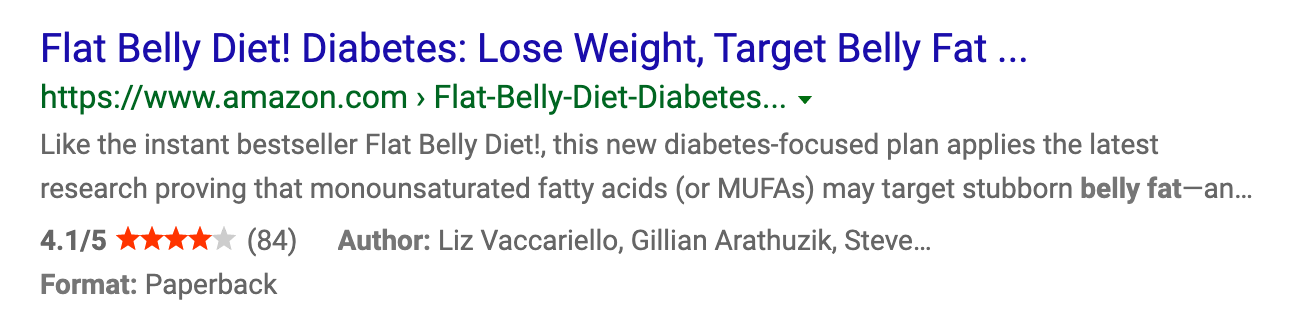 Flat Belly Diet! Diabetes: Lose Weight, Target Belly Fat ...
https://www.amazon.com › Flat-Belly-Diet-Diabetes...
Like the instant bestseller Flat Belly Diet!, this new diabetes-focused plan applies the latest
research proving that monounsaturated fatty acids (or MUFAs) may target stubborn belly fat—an...
4.1/5 (84) Author: Liz Vaccariello, Gillian Arathuzik, Steve...
Format: Paperback